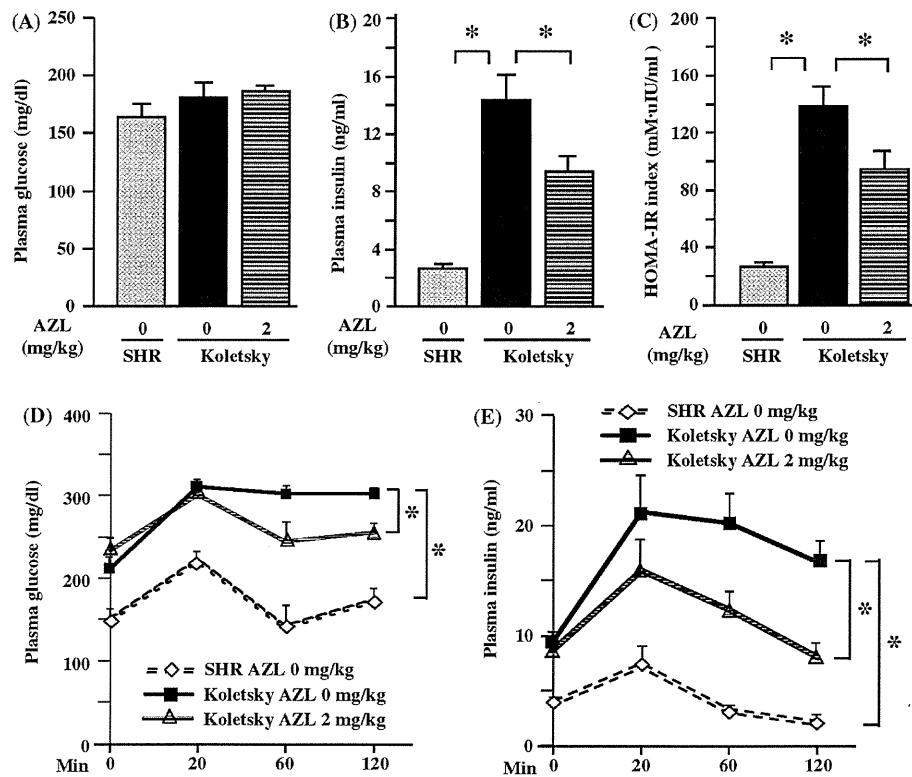 (A)
Plasma glucose (mg/dl)
250
200
150
100
50
0
AZL
(mg/kg)
0
0
2
SHR
Koletsky
(B)
Plasma insulin (ng/ml)
20
16
12
8
4
0
*
*
AZL
(mg/kg)
0
0
2
SHR
Koletsky
(C)
HOMA-IR index (mM·uIU/ml)
200
160
120
80
40
0
*
*
AZL
(mg/kg)
0
0
2
SHR
Koletsky
(D)
Plasma glucose (mg/dl)
400
300
200
100
0
*
*
SHR AZL 0 mg/kg
Koletsky AZL 0 mg/kg
Koletsky AZL 2 mg/kg
Min
0
20
60
120
(E)
Plasma insulin (ng/ml)
30
20
10
0
SHR AZL 0 mg/kg
Koletsky AZL 0 mg/kg
Koletsky AZL 2 mg/kg
*
*
Min
0
20
60
120